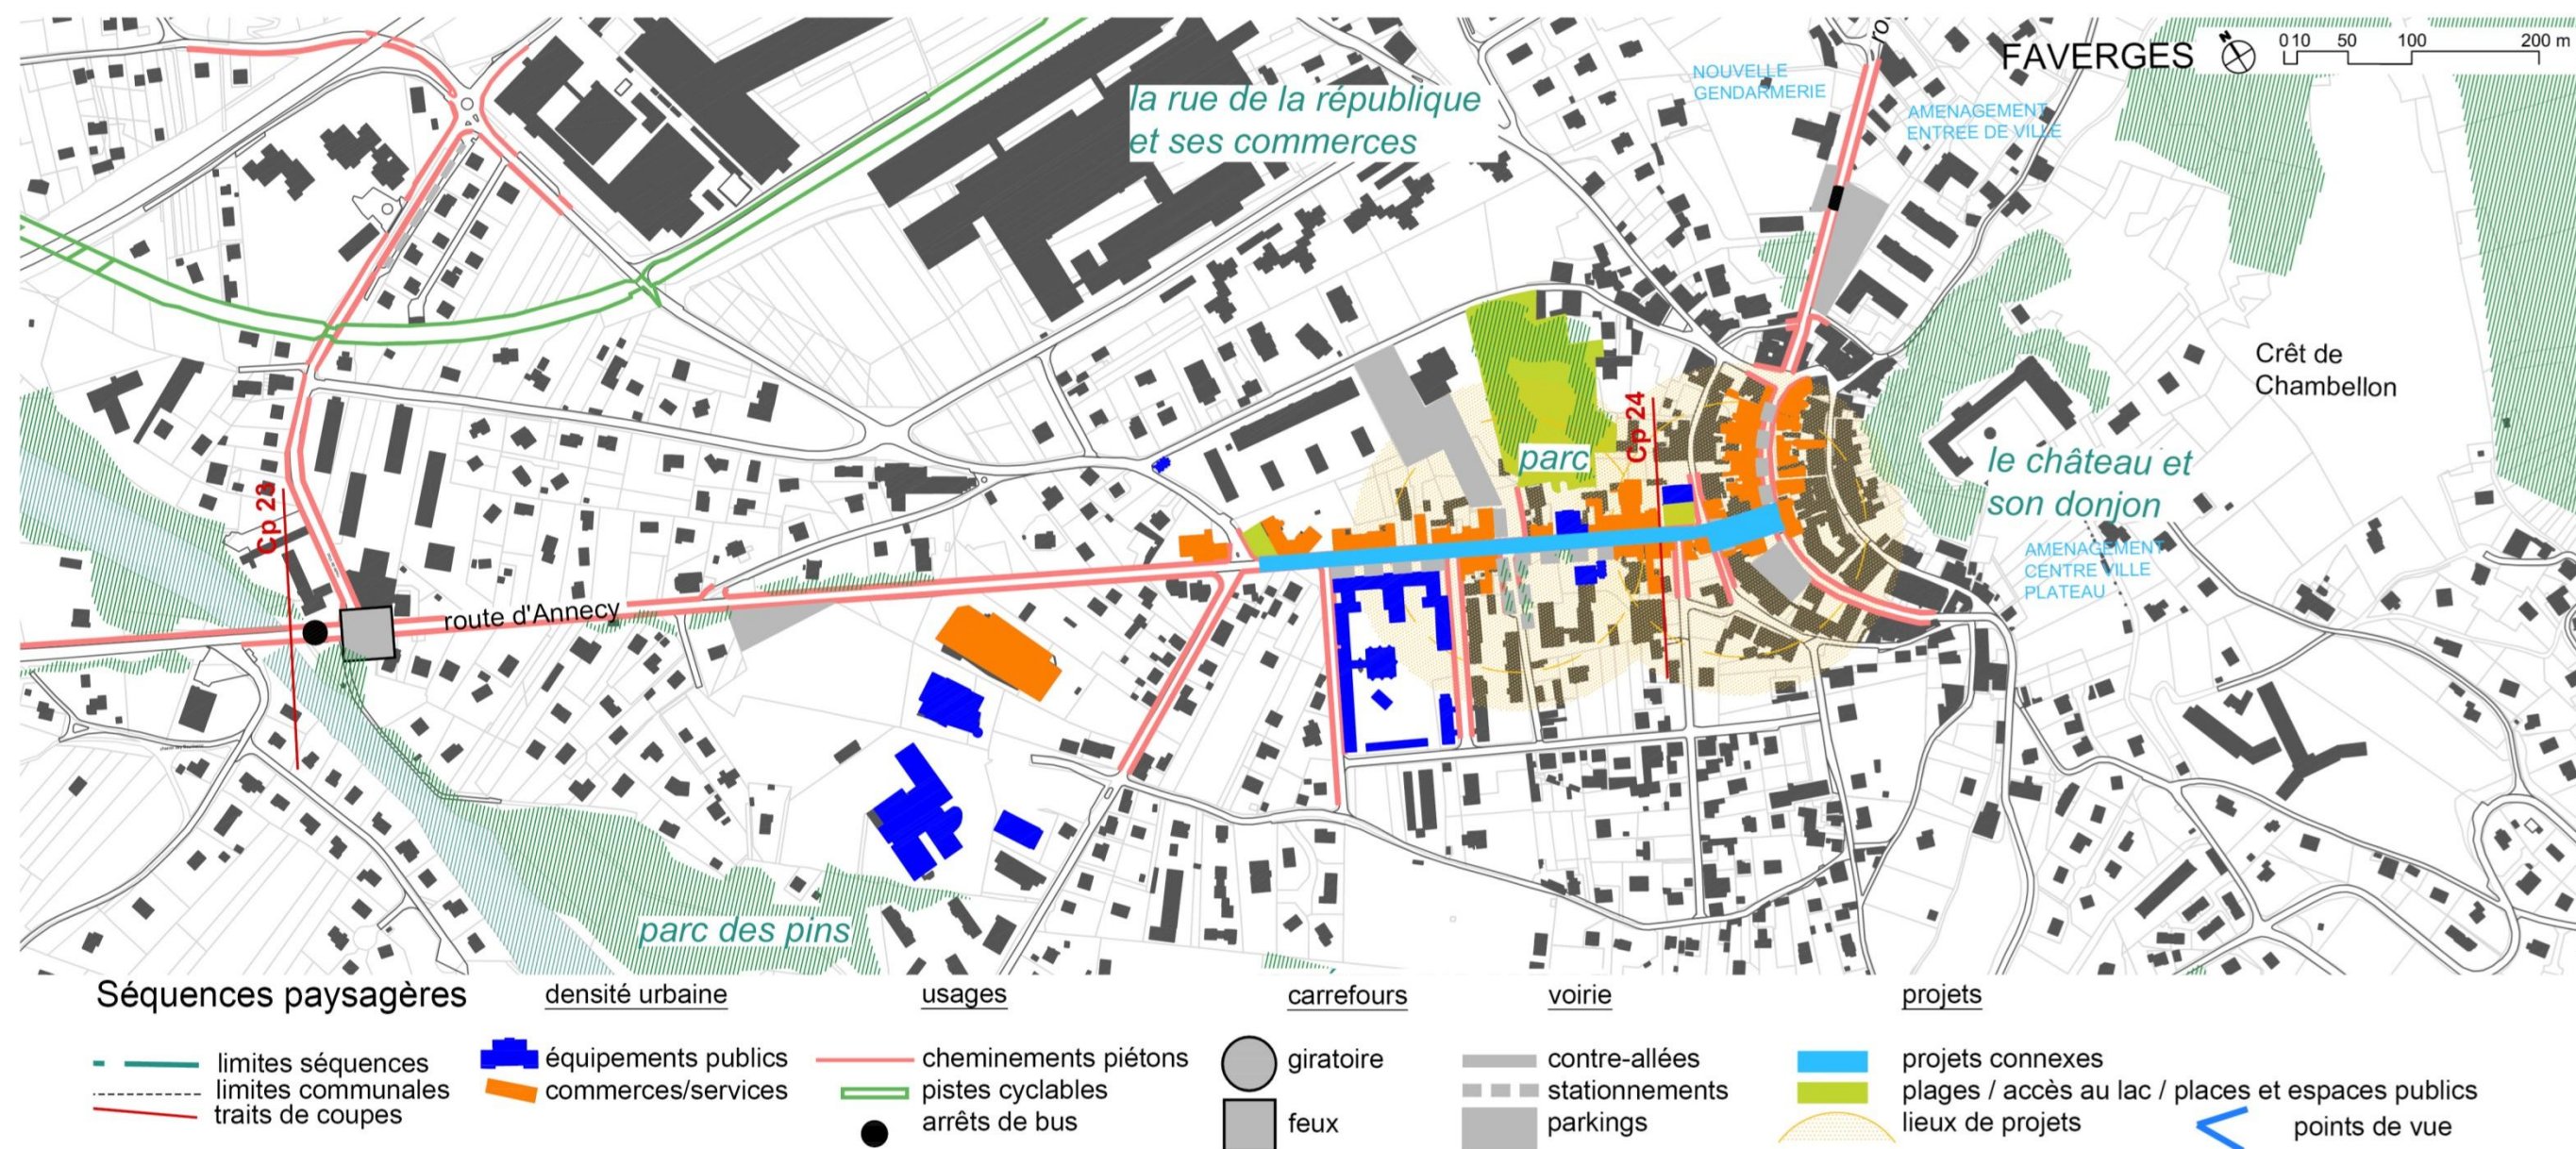 FAVERGES
N
0 10 50 100 200 m
NOUVELLE
GENDARMERIE
AMENAGEMENT
ENTREE DE VILLE
la rue de la république
et ses commerces
Crêt de
Chambellon
parc
Cp 24
le château et
son donjon
AMENAGEMENT
CENTRE VILLE
PLATEAU
route d'Annecy
parc des pins
Séquences paysagères
limites séquences
limites communales
traits de coupes
densité urbaine
équipements publics
commerces/services
usages
cheminements piétons
pistes cyclables
arrêts de bus
carrefours
giratoire
feux
voirie
contre-allées
stationnements
parkings
projets
projets connexes
plages / accès au lac / places et espaces publics
lieux de projets
points de vue